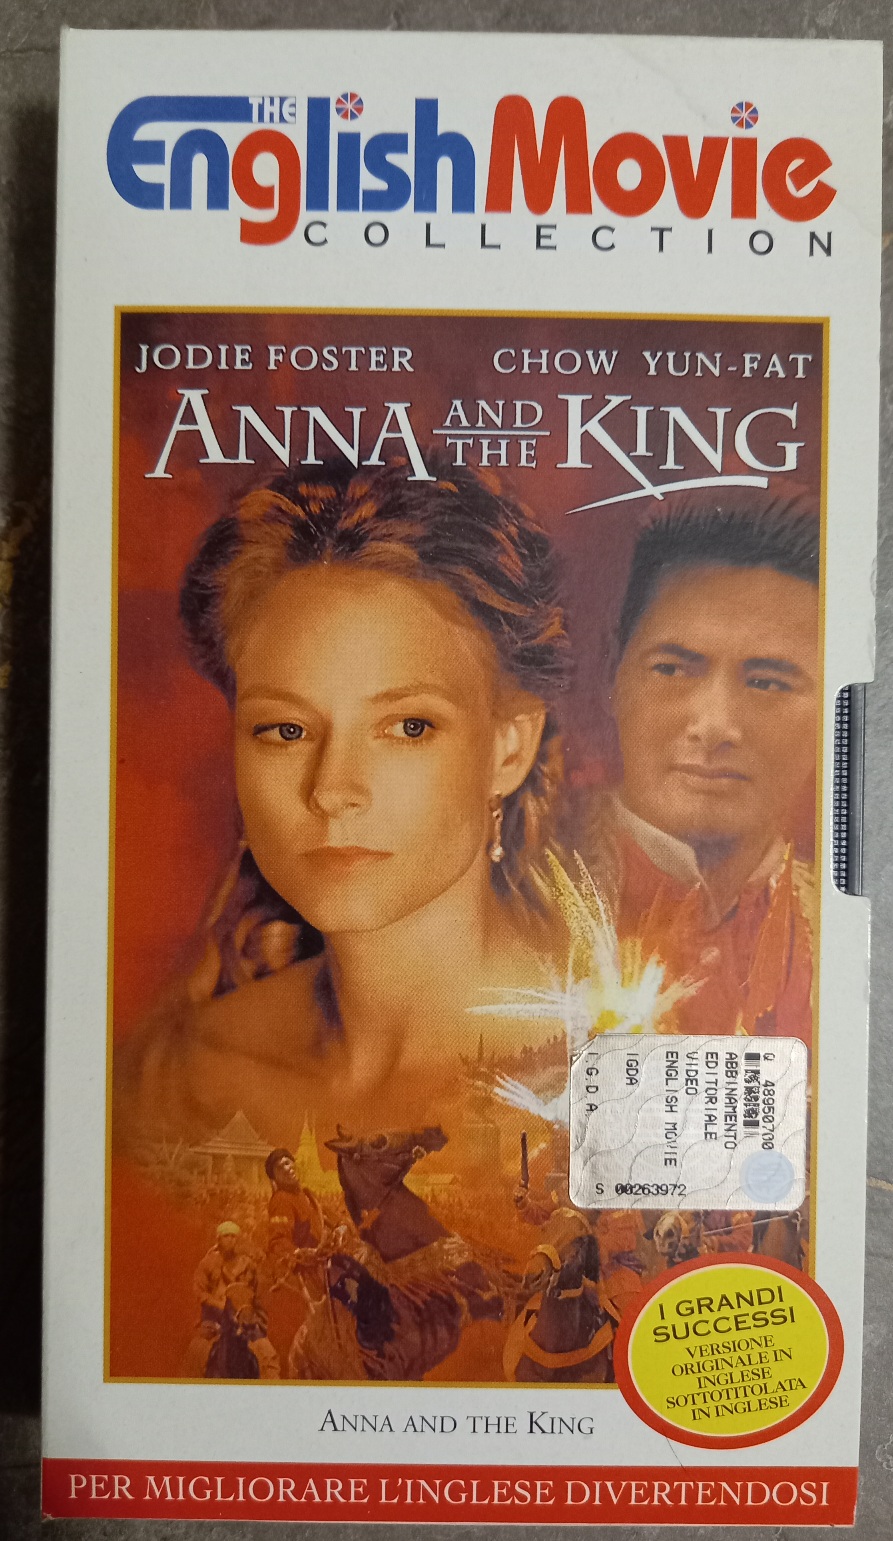 THE
English Movie
COLLECTION
JODIE FOSTER CHOW YUN-FAT
ANNA AND THE KING
Q 48950700
ABBINAMENTO
EDITORIALE
VIDEO
ENGLISH MOVIE
IGDA
I.G.D.A.
S 00263972
I GRANDI
SUCCESSI
VERSIONE
ORIGINALE IN
INGLESE
SOTTOTITOLATA
IN INGLESE
ANNA AND THE KING
PER MIGLIORARE L'INGLESE DIVERTENDOSI